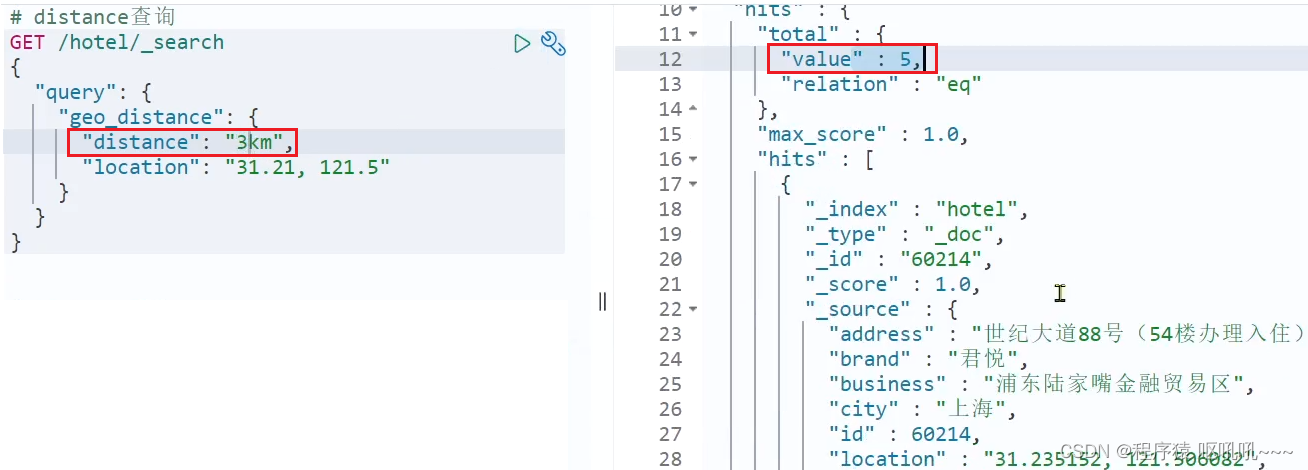 # distance查询
GET /hotel/_search
{
  "query": {
    "geo_distance": {
      "distance": "3km",
      "location": "31.21, 121.5"
    }
  }
}
10 "hits" : {
11 "total" : {
12 "value" : 5,
13 "relation" : "eq"
14 },
15 "max_score" : 1.0,
16 "hits" : [
17 {
18 "_index" : "hotel",
19 "_type" : "_doc",
20 "_id" : "60214",
21 "_score" : 1.0,
22 "_source" : {
23 "address" : "世纪大道88号（54楼办理入住）
24 "brand" : "君悦",
25 "business" : "浦东陆家嘴金融贸易区",
26 "city" : "上海",
27 "id" : 60214,
28 "location" : "31.235152, 121.506082",
CSDN @程序猿 呕吼吼~~~